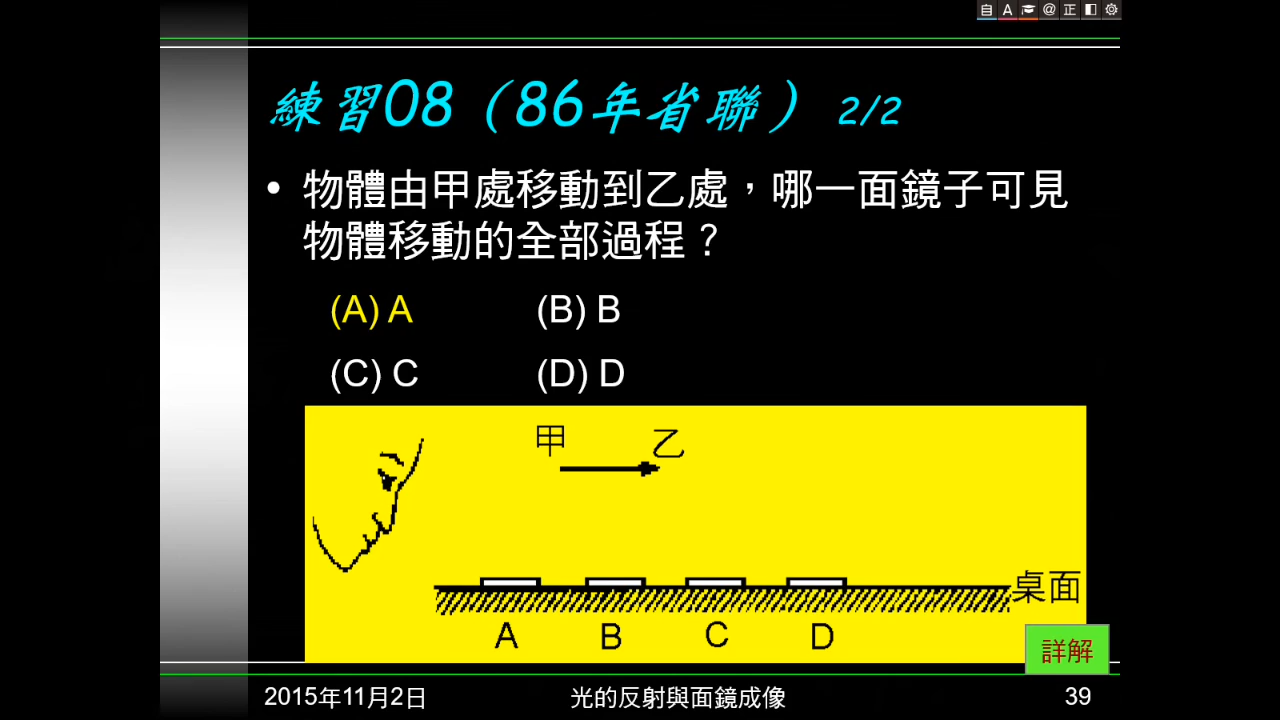 自 A @ 正
練習08（86年省聯） 2/2
• 物體由甲處移動到乙處，哪一面鏡子可見
物體移動的全部過程？
(A) A (B) B
(C) C (D) D
甲 乙
桌面
A B C D
詳解
2015年11月2日 光的反射與面鏡成像 39